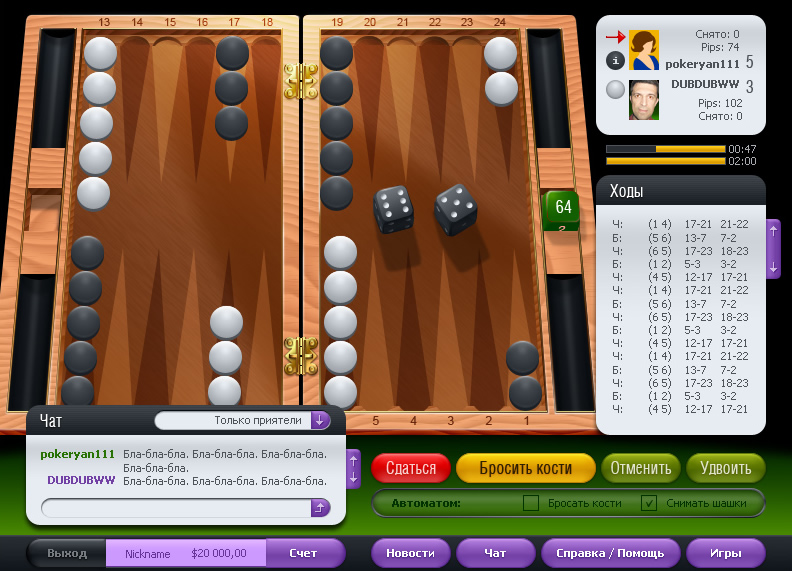 13 14 15 16 17 18 19 20 21 22 23 24
64
5 4 3 2 1
Снято: 0
Pips: 74
pokeryan111 5
DUBDUBWW 3
Pips: 102
Снято: 0
00:47
02:00
Ходы
Ч: (1 4) 17-21 21-22
Б: (5 6) 13-7 7-2
Ч: (6 5) 17-23 18-23
Б: (1 2) 5-3 3-2
Ч: (4 5) 12-17 17-21
Ч: (1 4) 17-21 21-22
Б: (5 6) 13-7 7-2
Ч: (6 5) 17-23 18-23
Б: (1 2) 5-3 3-2
Ч: (4 5) 12-17 17-21
Ч: (1 4) 17-21 21-22
Б: (5 6) 13-7 7-2
Ч: (6 5) 17-23 18-23
Б: (1 2) 5-3 3-2
Ч: (4 5) 12-17 17-21
Чат
Только приятели
pokeryan111 Бла-бла-бла. Бла-бла-бла. Бла-бла-бла.
Бла-бла-бла.
DUBDUBWW Бла-бла-бла. Бла-бла-бла. Бла-бла-бла.
Сдаться Бросить кости Отменить Удвоить
Автоматом: Бросать кости Снимать шашки
Выход Nickname $20 000,00 Счет Новости Чат Справка / Помощь Игры